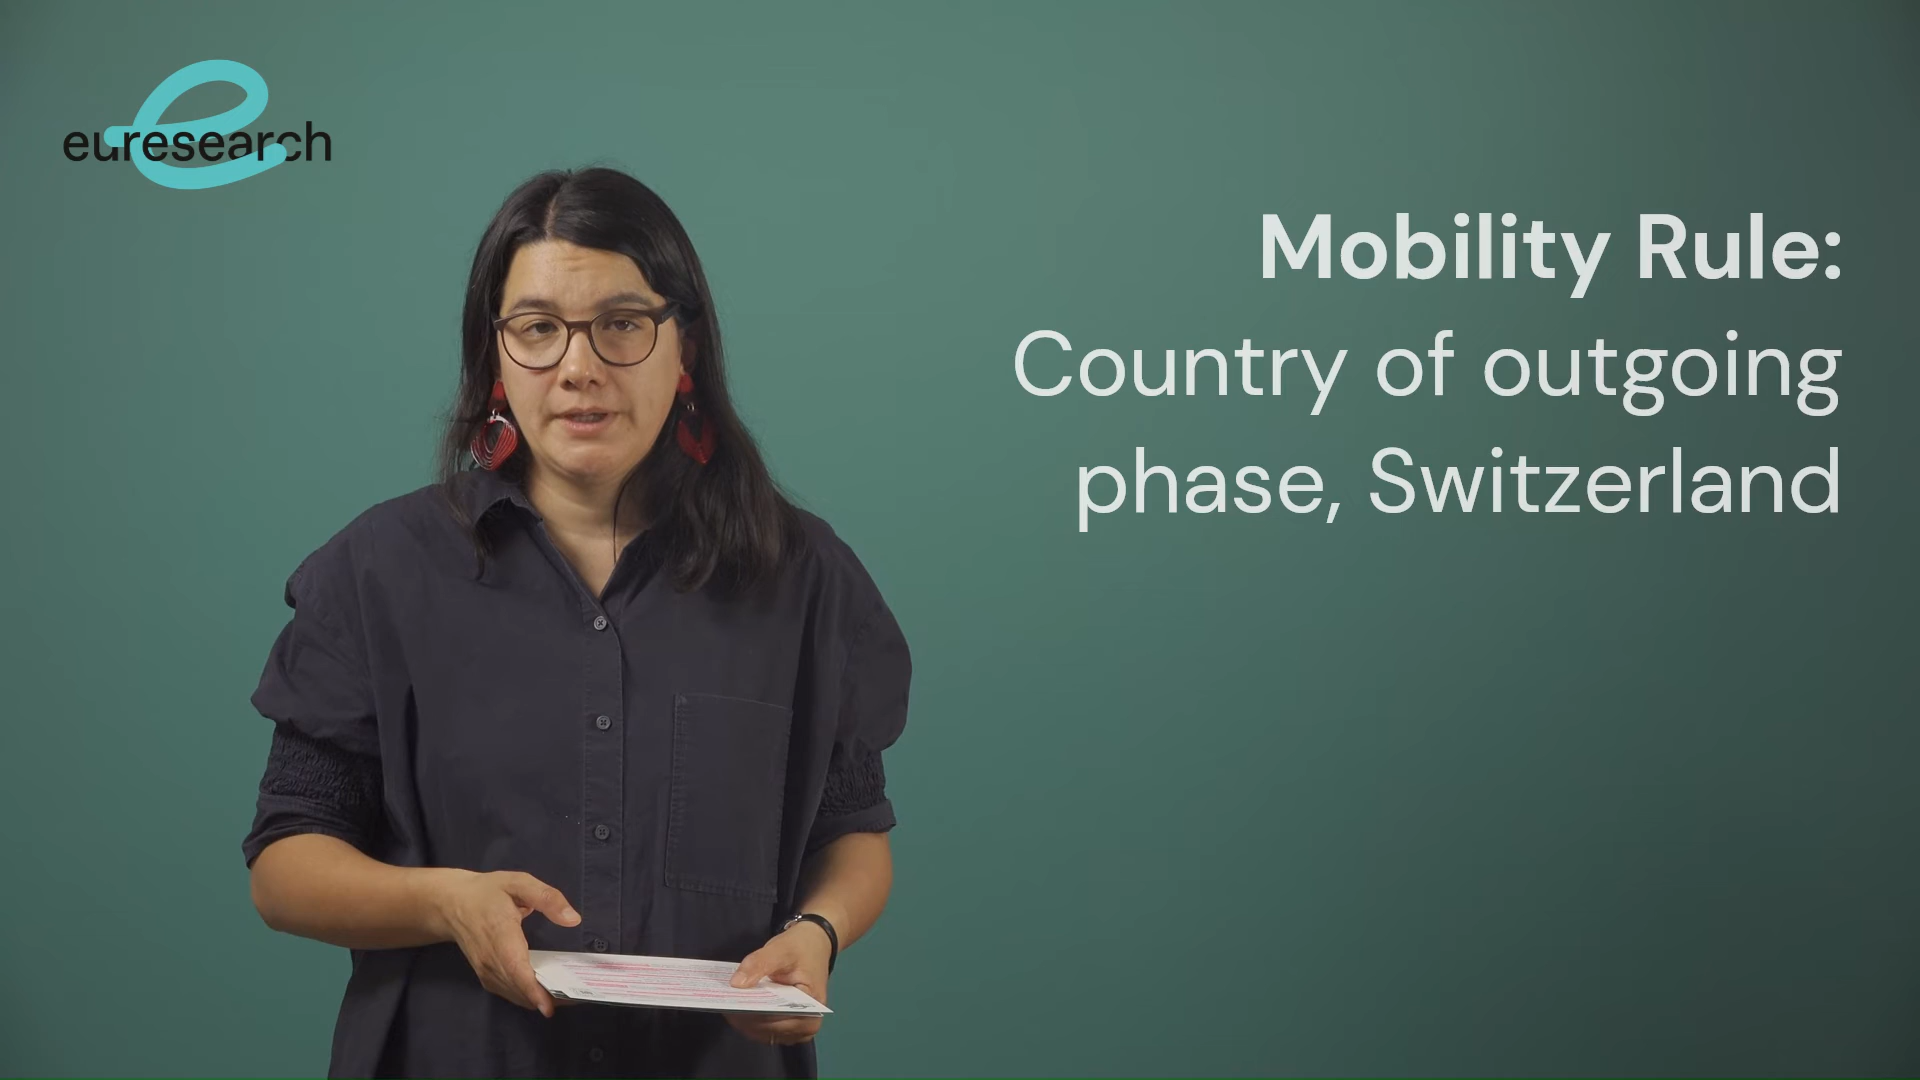 euresearch
Mobility Rule:
Country of outgoing
phase, Switzerland